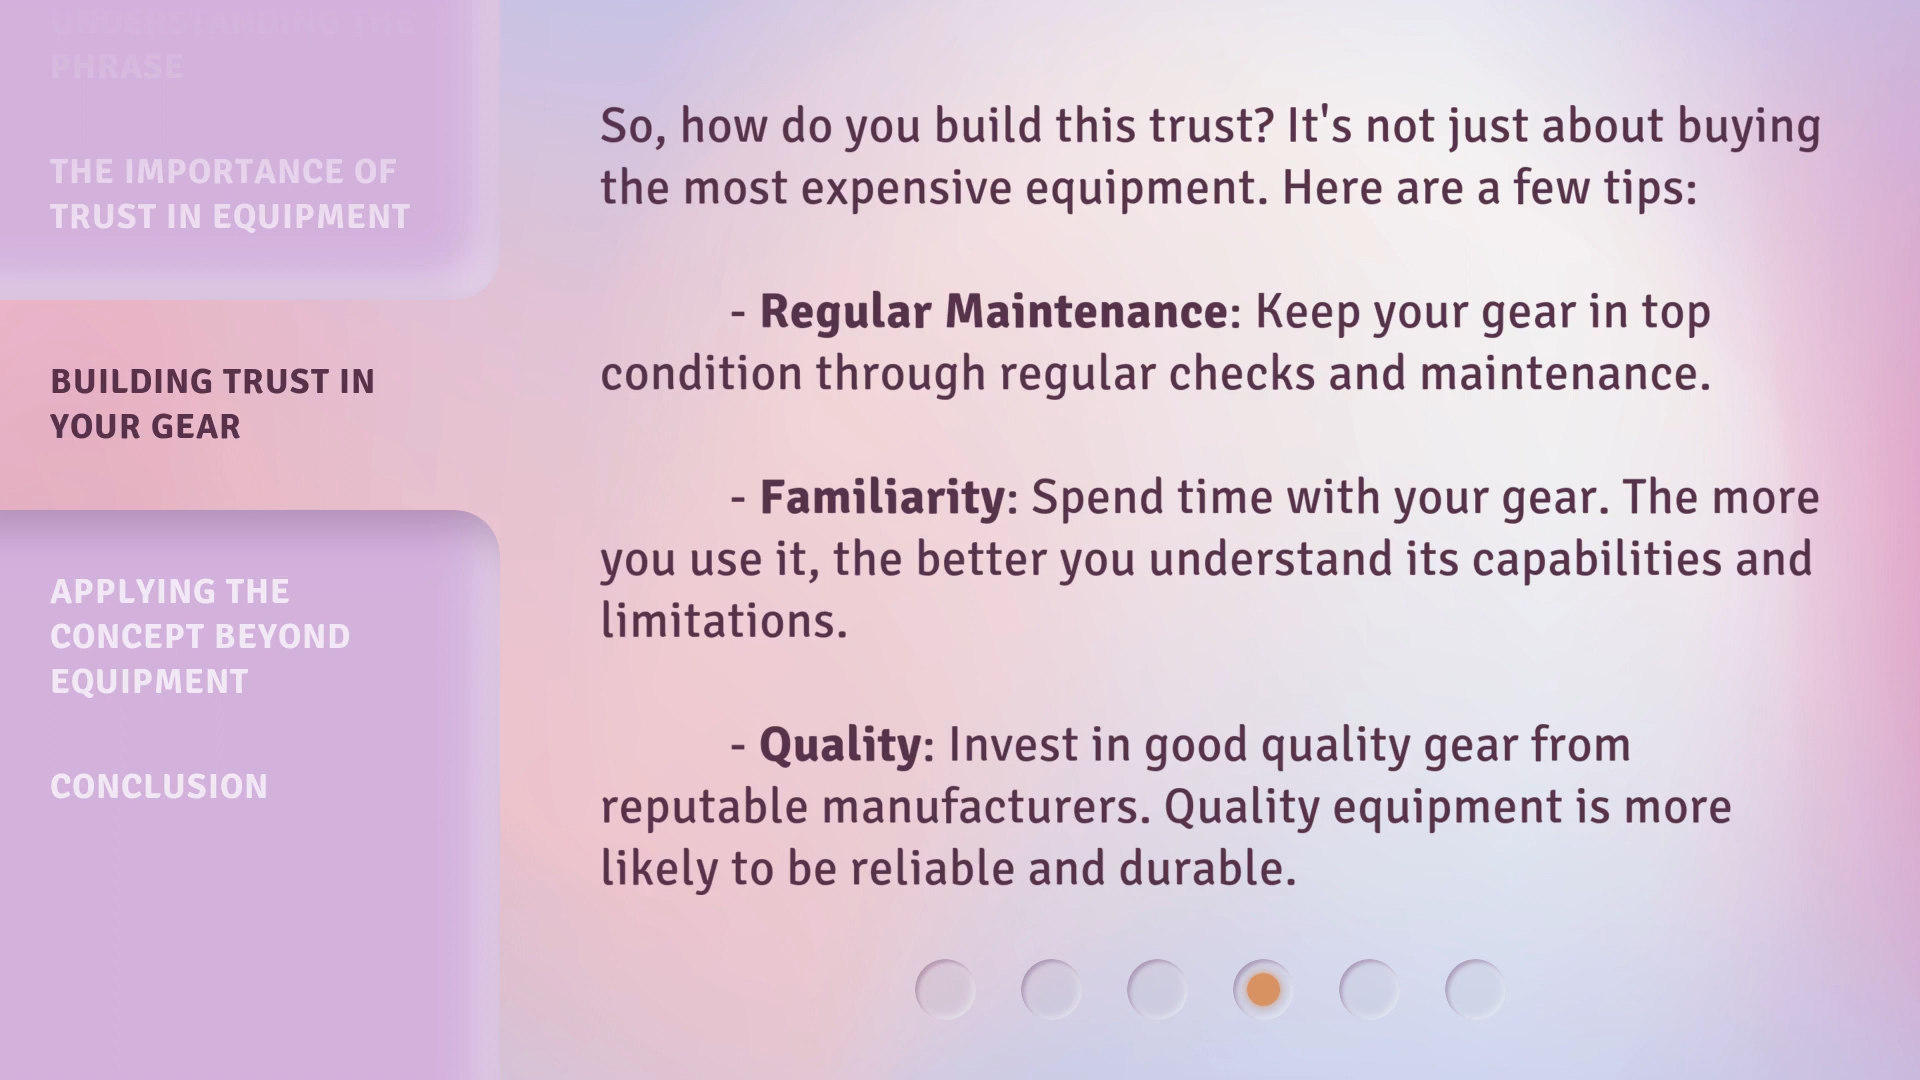 UNDERSTANDING THE
PHRASE
THE IMPORTANCE OF
TRUST IN EQUIPMENT
BUILDING TRUST IN
YOUR GEAR
APPLYING THE
CONCEPT BEYOND
EQUIPMENT
CONCLUSION
So, how do you build this trust? It's not just about buying
the most expensive equipment. Here are a few tips:
- Regular Maintenance: Keep your gear in top
condition through regular checks and maintenance.
- Familiarity: Spend time with your gear. The more
you use it, the better you understand its capabilities and
limitations.
- Quality: Invest in good quality gear from
reputable manufacturers. Quality equipment is more
likely to be reliable and durable.